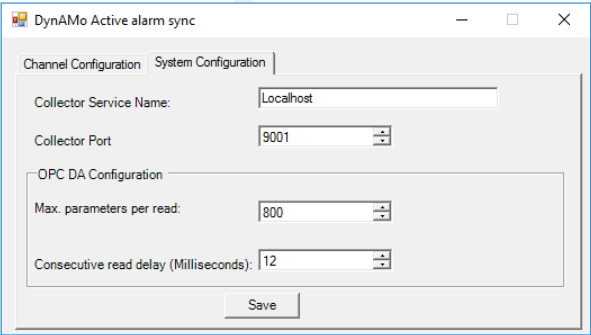 DynAMo Active alarm sync
Channel Configuration System Configuration
Collector Service Name: Localhost
Collector Port 9001
OPC DA Configuration
Max. parameters per read: 800
Consecutive read delay (Milliseconds): 12
Save